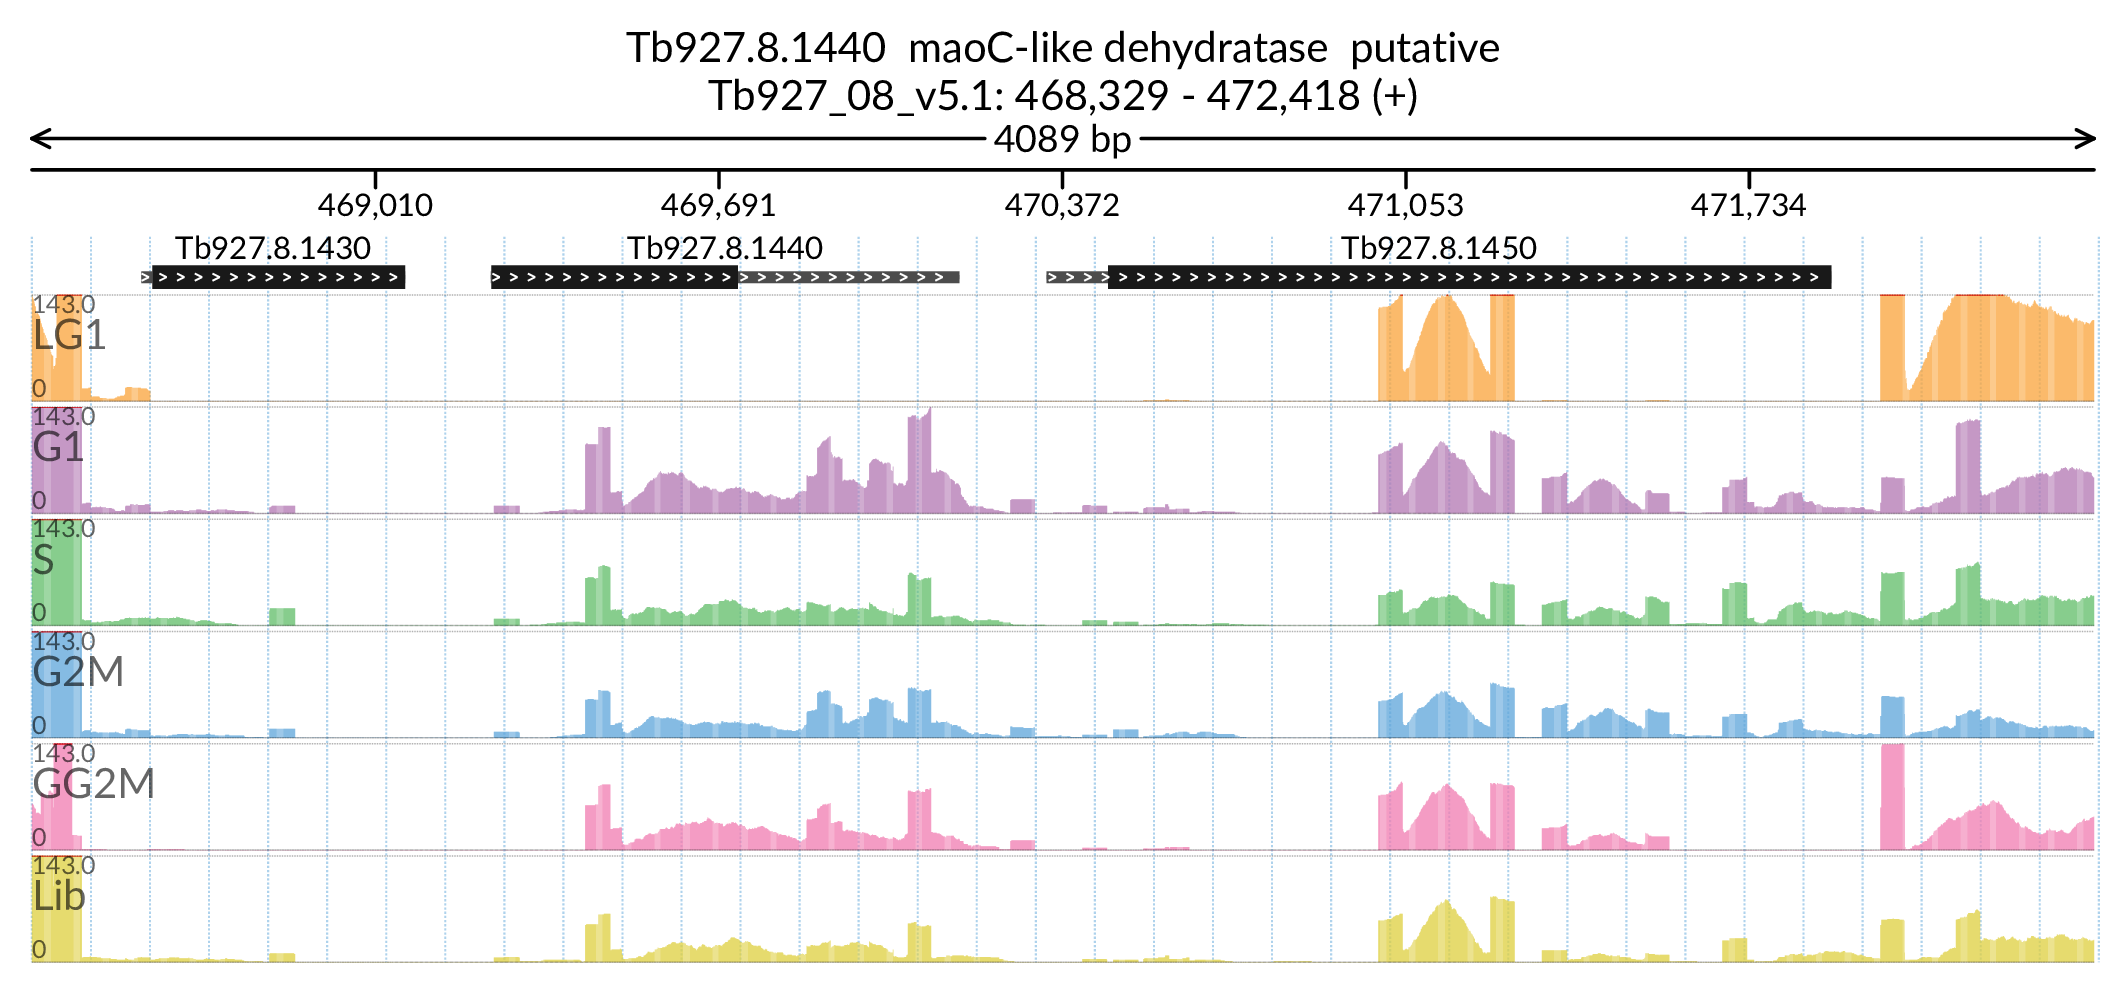 Tb927.8.1440 maoC-like dehydratase putative
Tb927_08_v5.1: 468,329 - 472,418 (+)
4089 bp
469,010 469,691 470,372 471,053 471,734
Tb927.8.1430 Tb927.8.1440 Tb927.8.1450
143.0
LG1
0
143.0
G1
0
143.0
S
0
143.0
G2M
0
143.0
GG2M
0
143.0
Lib
0